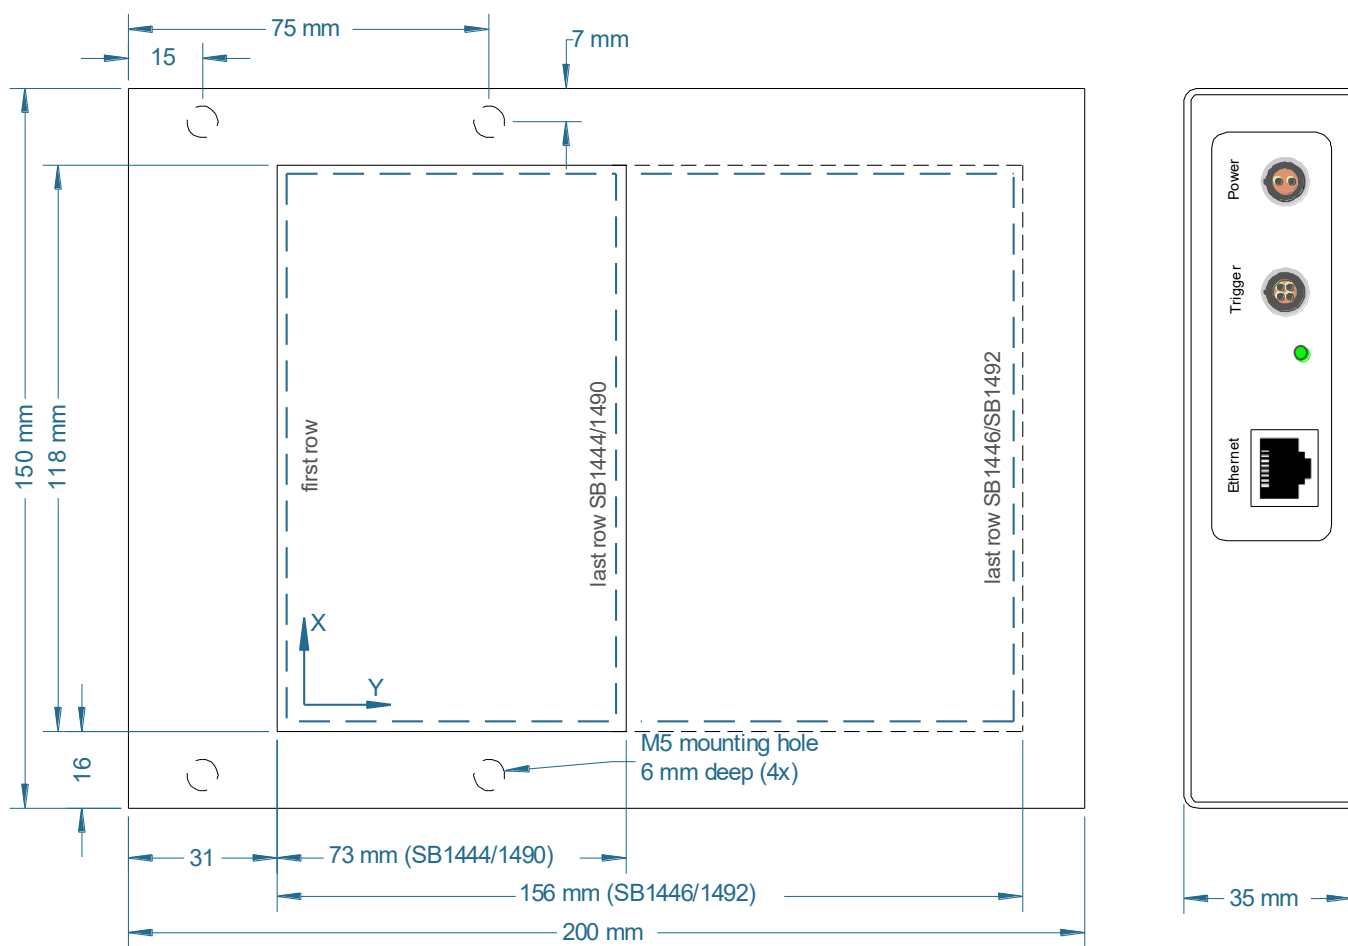 75 mm
15
7 mm
150 mm
118 mm
first row
last row SB1444/1490
last row SB1446/SB1492
X
Y
M5 mounting hole
6 mm deep (4x)
16
31
73 mm (SB1444/1490)
156 mm (SB1446/1492)
200 mm
Power
Trigger
Ethernet
35 mm